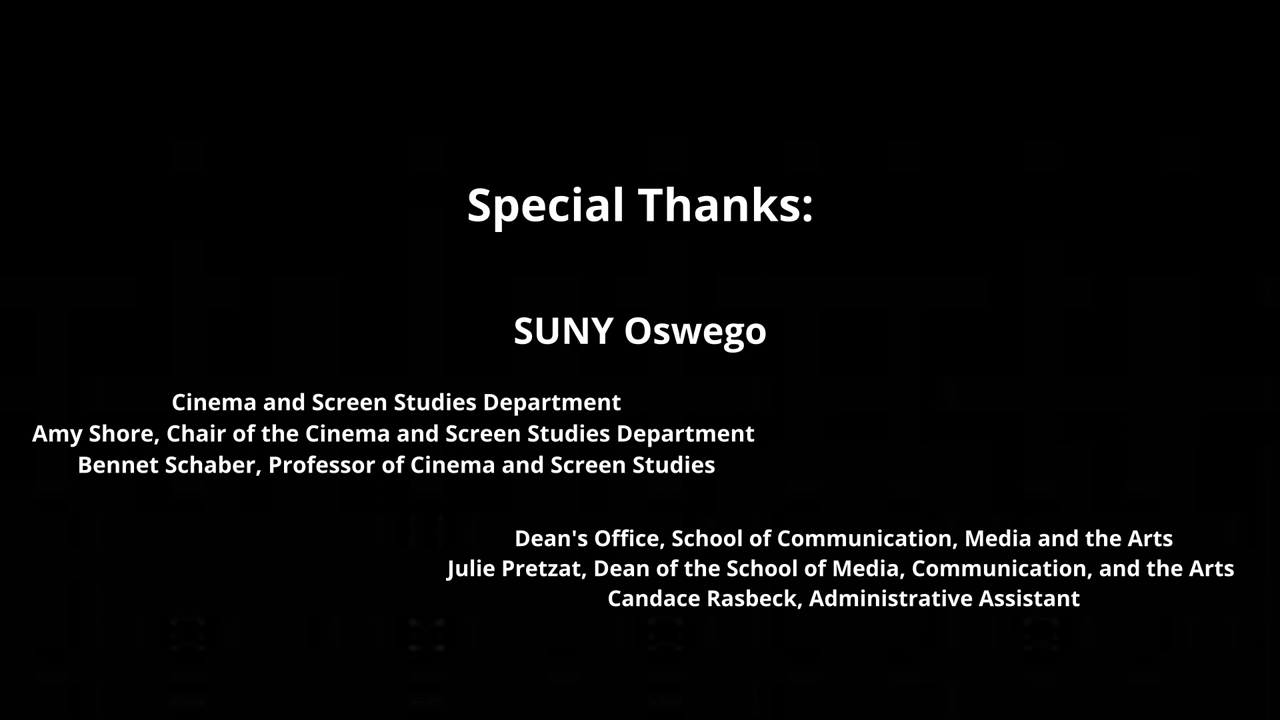 Special Thanks:
SUNY Oswego
Cinema and Screen Studies Department
Amy Shore, Chair of the Cinema and Screen Studies Department
Bennet Schaber, Professor of Cinema and Screen Studies
Dean's Office, School of Communication, Media and the Arts
Julie Pretzat, Dean of the School of Media, Communication, and the Arts
Candace Rasbeck, Administrative Assistant